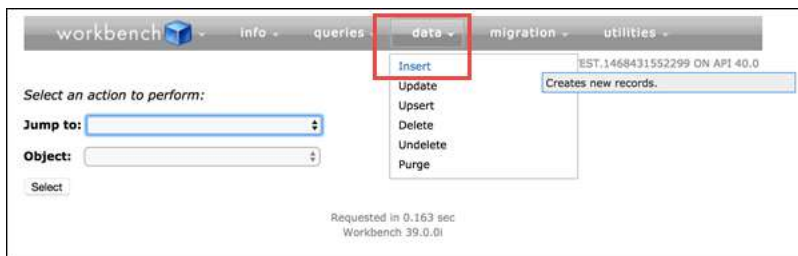 workbench info queries data migration utilities
Insert
EST.1468431552299 ON API 40.0
Creates new records.
Select an action to perform:
Update
Upsert
Jump to:
Delete
Undelete
Object:
Purge
Select
Requested in 0.163 sec
Workbench 39.0.0i